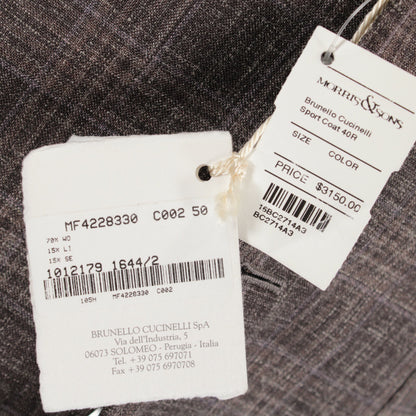 MORRIS & SONS
Brunello Cucinelli
Sport Coat 40R
SIZE COLOR
PRICE $3150.00
16BC2714A3
BC2714A3
MF4228330 C002 50
70% WO
15% LI
15% SE
1012179 1644/2
105H MF4228330 C002
BRUNELLO CUCINELLI SpA
Via dell'Industria, 5
06073 SOLOMEO - Perugia - Italia
Tel. +39 075 697071
Fax +39 075 6970708